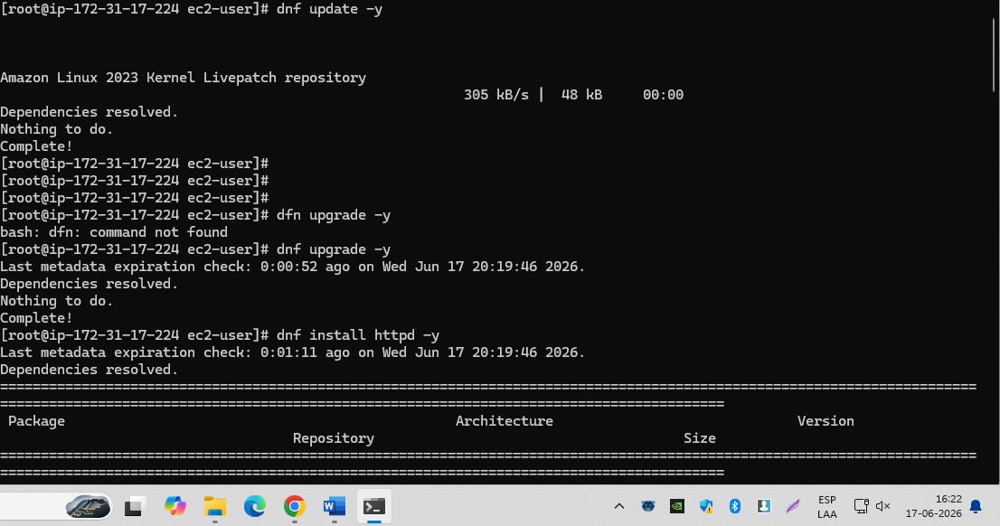 [root@ip-172-31-17-224 ec2-user]# dnf update -y
Amazon Linux 2023 Kernel Livepatch repository
305 kB/s | 48 kB 00:00
Dependencies resolved.
Nothing to do.
Complete!
[root@ip-172-31-17-224 ec2-user]#
[root@ip-172-31-17-224 ec2-user]#
[root@ip-172-31-17-224 ec2-user]#
[root@ip-172-31-17-224 ec2-user]# dfn upgrade -y
bash: dfn: command not found
[root@ip-172-31-17-224 ec2-user]# dnf upgrade -y
Last metadata expiration check: 0:00:52 ago on Wed Jun 17 20:19:46 2026.
Dependencies resolved.
Nothing to do.
Complete!
[root@ip-172-31-17-224 ec2-user]# dnf install httpd -y
Last metadata expiration check: 0:01:11 ago on Wed Jun 17 20:19:46 2026.
Dependencies resolved.
========================================================================================================================
=========================================================================================
Package Architecture Version
Repository Size
========================================================================================================================
=========================================================================================
ESP 16:22
LAA 17-06-2026